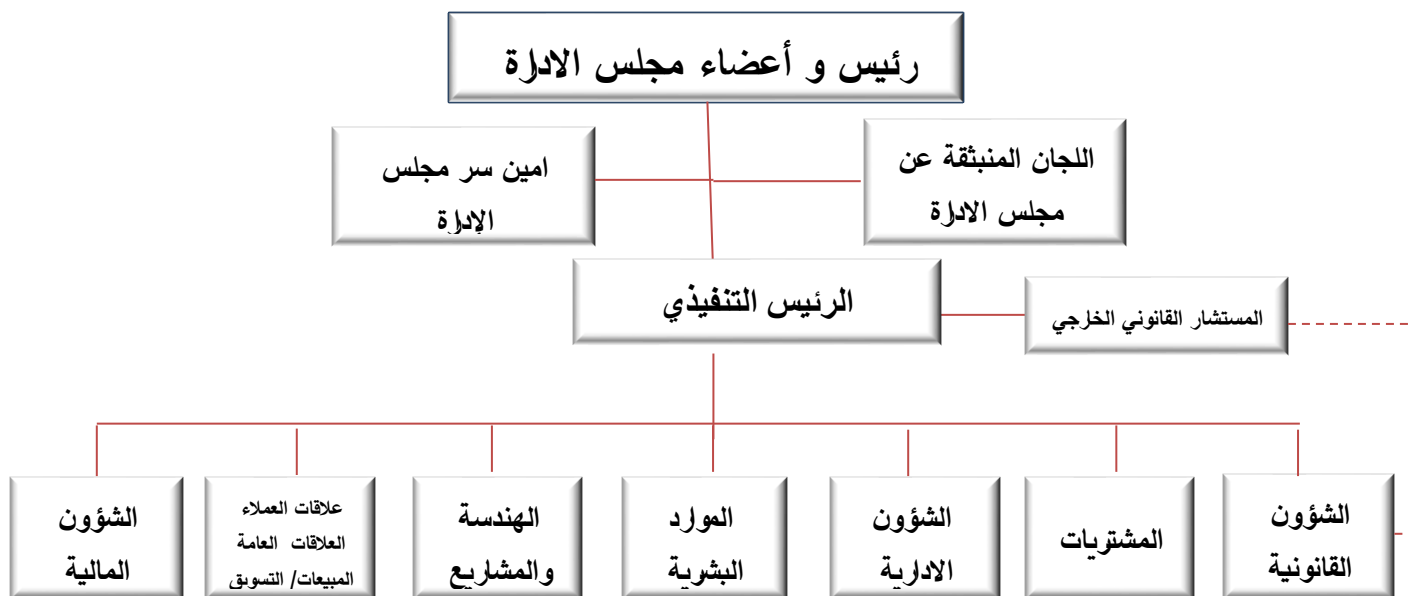 رئيس و أعضاء مجلس الادارة
اللجان المنبثقة عن
مجلس الادارة
امين سر مجلس
الإدارة
الرئيس التنفيذي
المستشار القانوني الخارجي
الشؤون
القانونية
المشتريات
الشؤون
الادارية
الموارد
البشرية
الهندسة
والمشاريع
علاقات العملاء
العلاقات العامة
المبيعات/ التسويق
الشؤون
المالية